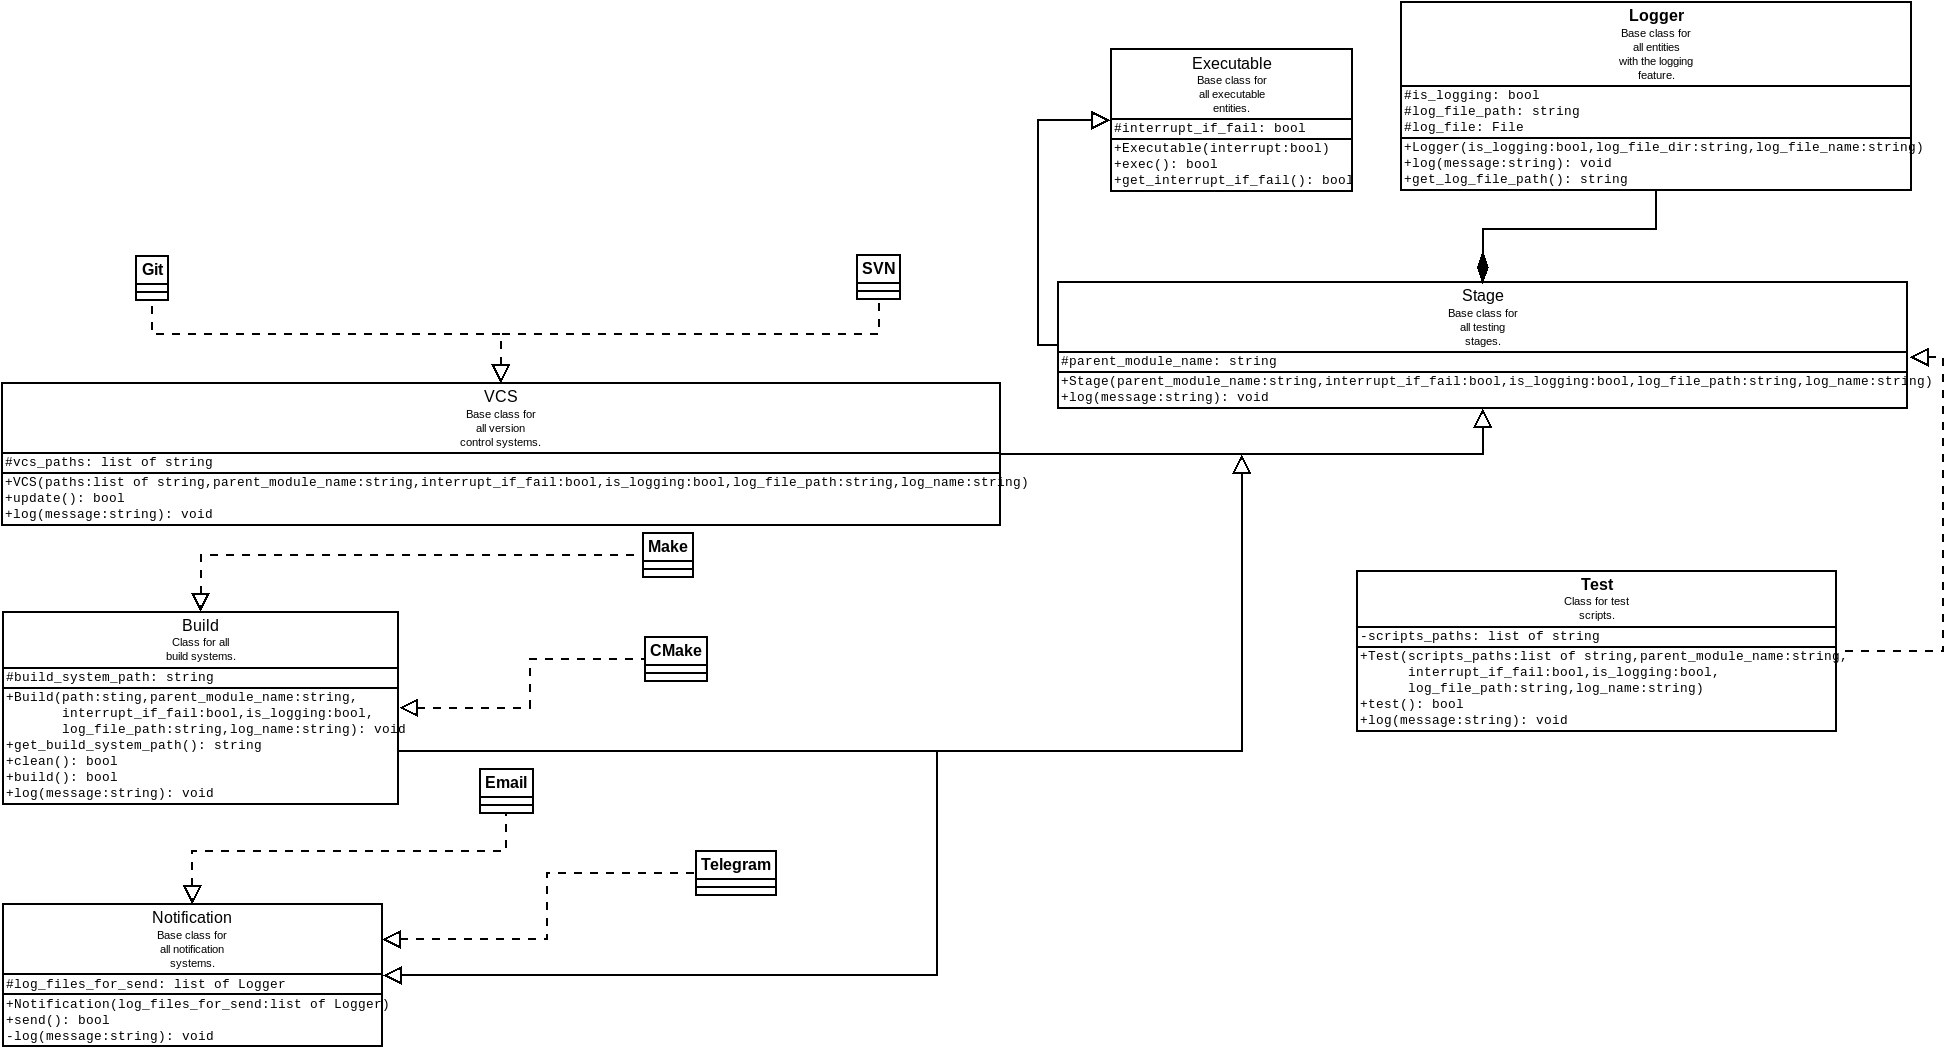 Logger
Base class for
all entities
with the logging
feature.
#is_logging: bool
#log_file_path: string
#log_file: File
+Logger(is_logging:bool,log_file_dir:string,log_file_name:string)
+log(message:string): void
+get_log_file_path(): string
Executable
Base class for
all executable
entities.
#interrupt_if_fail: bool
+Executable(interrupt:bool)
+exec(): bool
+get_interrupt_if_fail(): bool
Git
SVN
Stage
Base class for
all testing
stages.
#parent_module_name: string
+Stage(parent_module_name:string,interrupt_if_fail:bool,is_logging:bool,log_file_path:string,log_name:string)
+log(message:string): void
VCS
Base class for
all version
control systems.
#vcs_paths: list of string
+VCS(paths:list of string,parent_module_name:string,interrupt_if_fail:bool,is_logging:bool,log_file_path:string,log_name:string)
+update(): bool
+log(message:string): void
Make
Test
Class for test
scripts.
-scripts_paths: list of string
+Test(scripts_paths:list of string,parent_module_name:string,
interrupt_if_fail:bool,is_logging:bool,
log_file_path:string,log_name:string)
+test(): bool
+log(message:string): void
Build
Class for all
build systems.
#build_system_path: string
+Build(path:sting,parent_module_name:string,
interrupt_if_fail:bool,is_logging:bool,
log_file_path:string,log_name:string): void
+get_build_system_path(): string
+clean(): bool
+build(): bool
+log(message:string): void
CMake
Email
Telegram
Notification
Base class for
all notification
systems.
#log_files_for_send: list of Logger
+Notification(log_files_for_send:list of Logger)
+send(): bool
-log(message:string): void